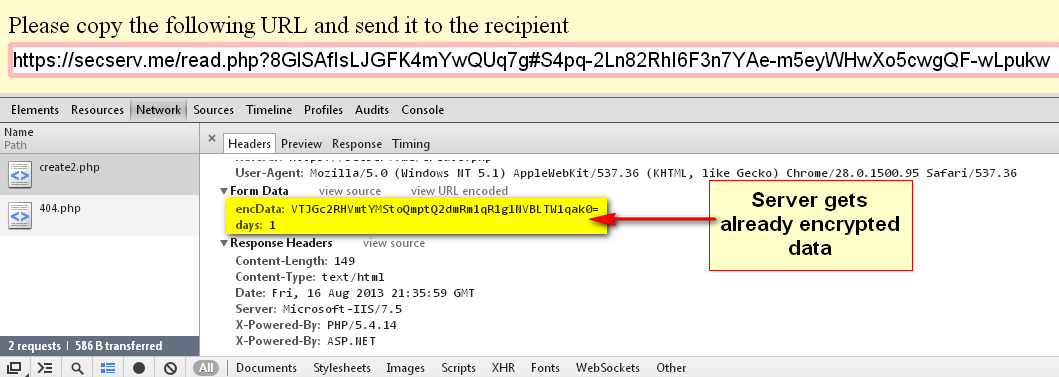 Please copy the following URL and send it to the recipient
https://secserv.me/read.php?8GlSAflsLJGFK4mYwQUq7g#S4pq-2Ln82RhI6F3n7YAe-m5eyWHwXo5cwgQF-wLpukw
Elements Resources Network Sources Timeline Profiles Audits Console
Name
Path
create2.php
404.php
× Headers Preview Response Timing
User-Agent: Mozilla/5.0 (Windows NT 5.1) AppleWebKit/537.36 (KHTML, like Gecko) Chrome/28.0.1500.95 Safari/537.36
Form Data view source view URL encoded
encData: VTJGc2RHVmtYMStoQmptQ2dmRm1qR1g1NVBLTW1qak0=
days: 1
Response Headers view source
Content-Length: 149
Content-Type: text/html
Date: Fri, 16 Aug 2013 21:35:59 GMT
Server: Microsoft-IIS/7.5
X-Powered-By: PHP/5.4.14
X-Powered-By: ASP.NET
Server gets
already encrypted
data
2 requests | 586 B transferred
All Documents Stylesheets Images Scripts XHR Fonts WebSockets Other